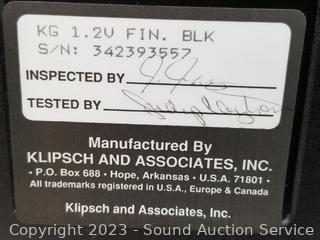 KG 1.2V FIN. BLK
S/N: 342393557
INSPECTED BY
TESTED BY
Manufactured By
KLIPSCH AND ASSOCIATES, INC.
• P.O. Box 688 • Hope, Arkansas • U.S.A. 71801 •
All trademarks registered in U.S.A., Europe & Canada
Klipsch and Associates, Inc.
Copyright 2023 - Sound Auction Service